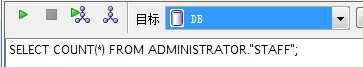 目标 DB
SELECT COUNT(*) FROM ADMINISTRATOR."STAFF";